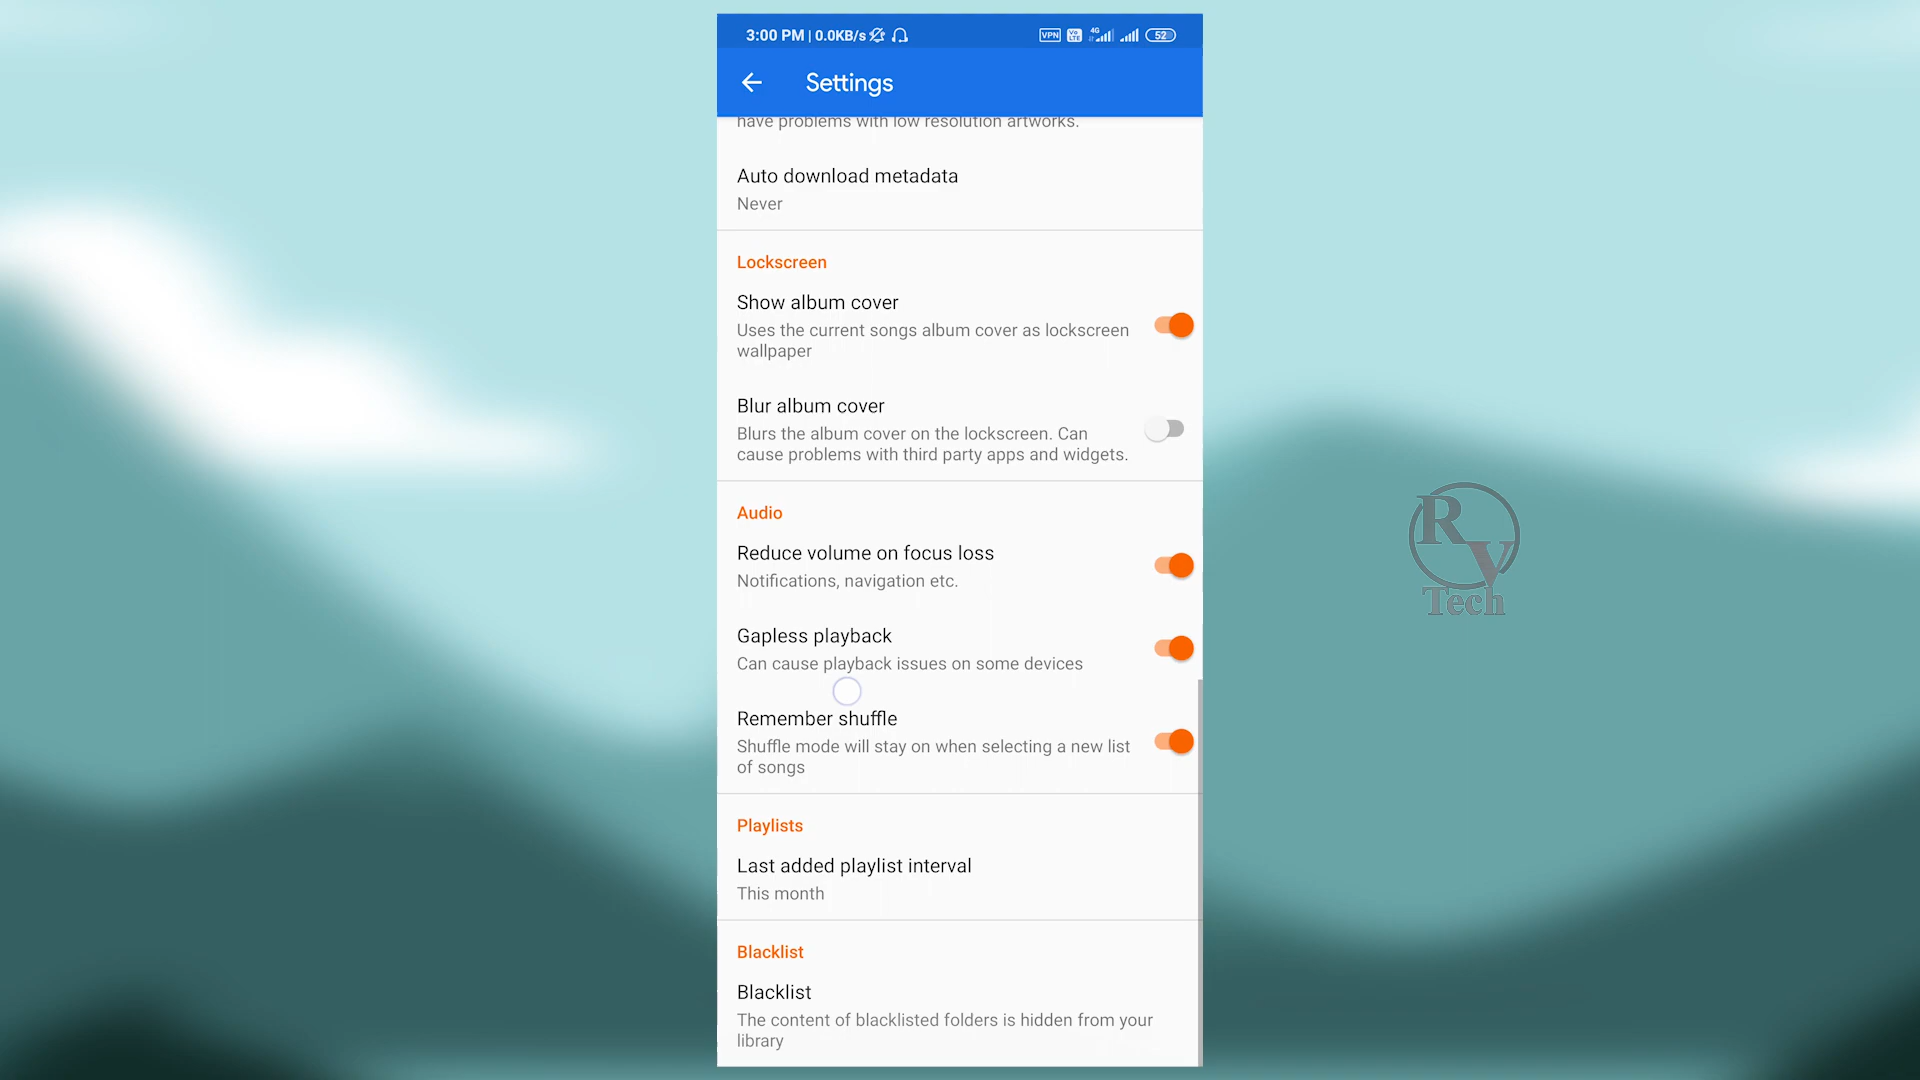 3:00 PM | 0.0KB/s VPN Vo LTE 4G 52
Settings
have problems with low resolution artworks.
Auto download metadata
Never
Lockscreen
Show album cover
Uses the current songs album cover as lockscreen
wallpaper
Blur album cover
Blurs the album cover on the lockscreen. Can
cause problems with third party apps and widgets.
Audio
Reduce volume on focus loss
Notifications, navigation etc.
Gapless playback
Can cause playback issues on some devices
Remember shuffle
Shuffle mode will stay on when selecting a new list
of songs
Playlists
Last added playlist interval
This month
Blacklist
Blacklist
The content of blacklisted folders is hidden from your
library
RV
Tech